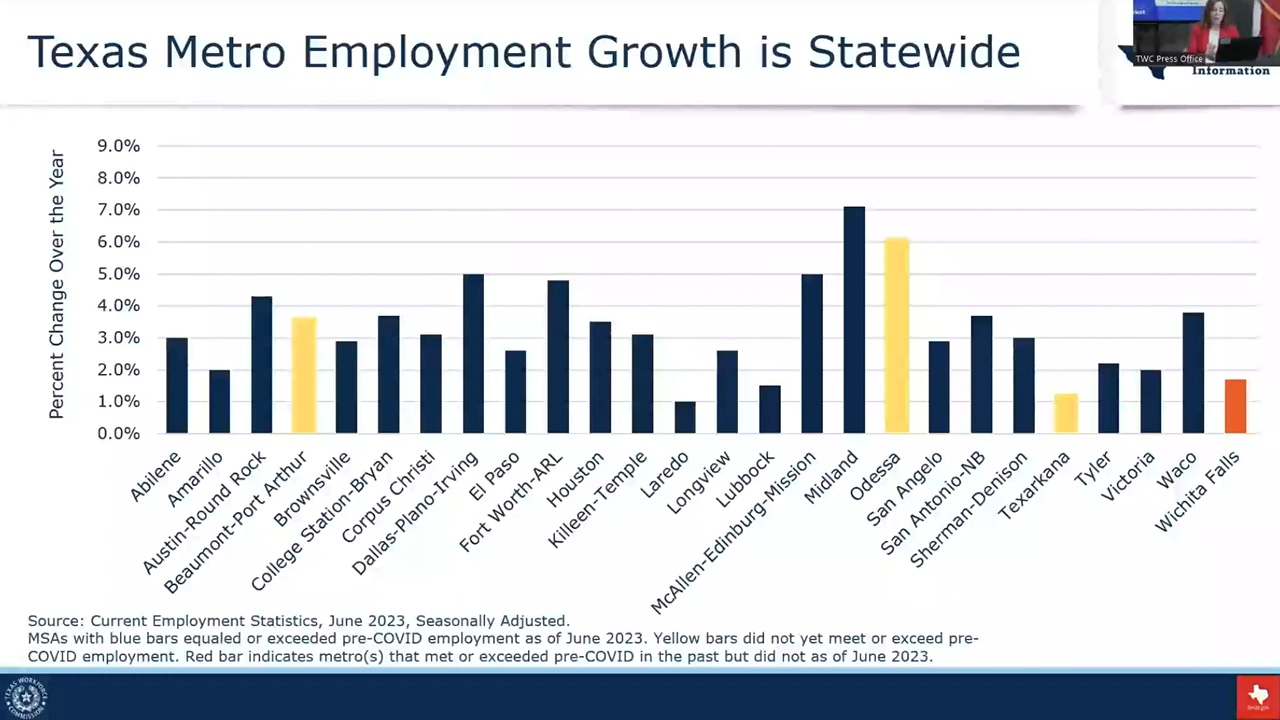 Texas Metro Employment Growth is Statewide
TWC Press Office
Information
Percent Change Over the Year
9.0%
8.0%
7.0%
6.0%
5.0%
4.0%
3.0%
2.0%
1.0%
0.0%
Abilene
Amarillo
Austin-Round Rock
Beaumont-Port Arthur
Brownsville
College Station-Bryan
Corpus Christi
Dallas-Plano-Irving
El Paso
Fort Worth-ARL
Houston
Killeen-Temple
Laredo
Longview
Lubbock
McAllen-Edinburg-Mission
Midland
Odessa
San Angelo
San Antonio-NB
Sherman-Denison
Texarkana
Tyler
Victoria
Waco
Wichita Falls
Source: Current Employment Statistics, June 2023, Seasonally Adjusted.
MSAs with blue bars equaled or exceeded pre-COVID employment as of June 2023. Yellow bars did not yet meet or exceed pre-
COVID employment. Red bar indicates metro(s) that met or exceeded pre-COVID in the past but did not as of June 2023.
TEXAS WORKFORCE
COMMISSION